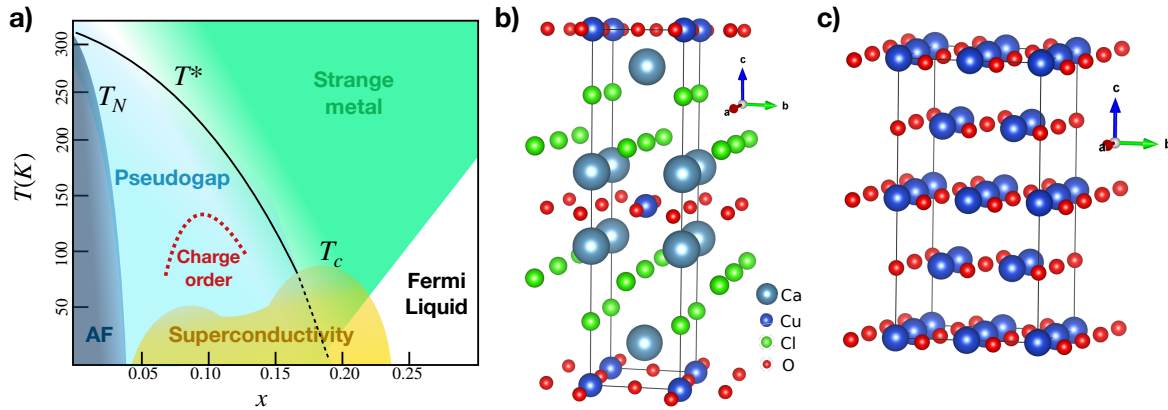 a)
300
250
200
150
100
50
T(K)
T_N
T*
Strange
metal
Pseudogap
Charge
order
T_c
Fermi
Liquid
AF
Superconductivity
0.05
0.10
0.15
0.20
0.25
x
b)
c
a
b
Ca
Cu
Cl
O
c)
c
a
b